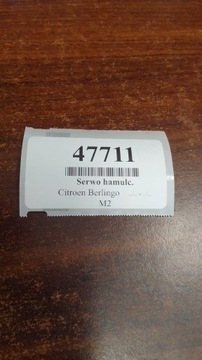 47711
Serwo hamulc.
Citroen Berlingo
M2